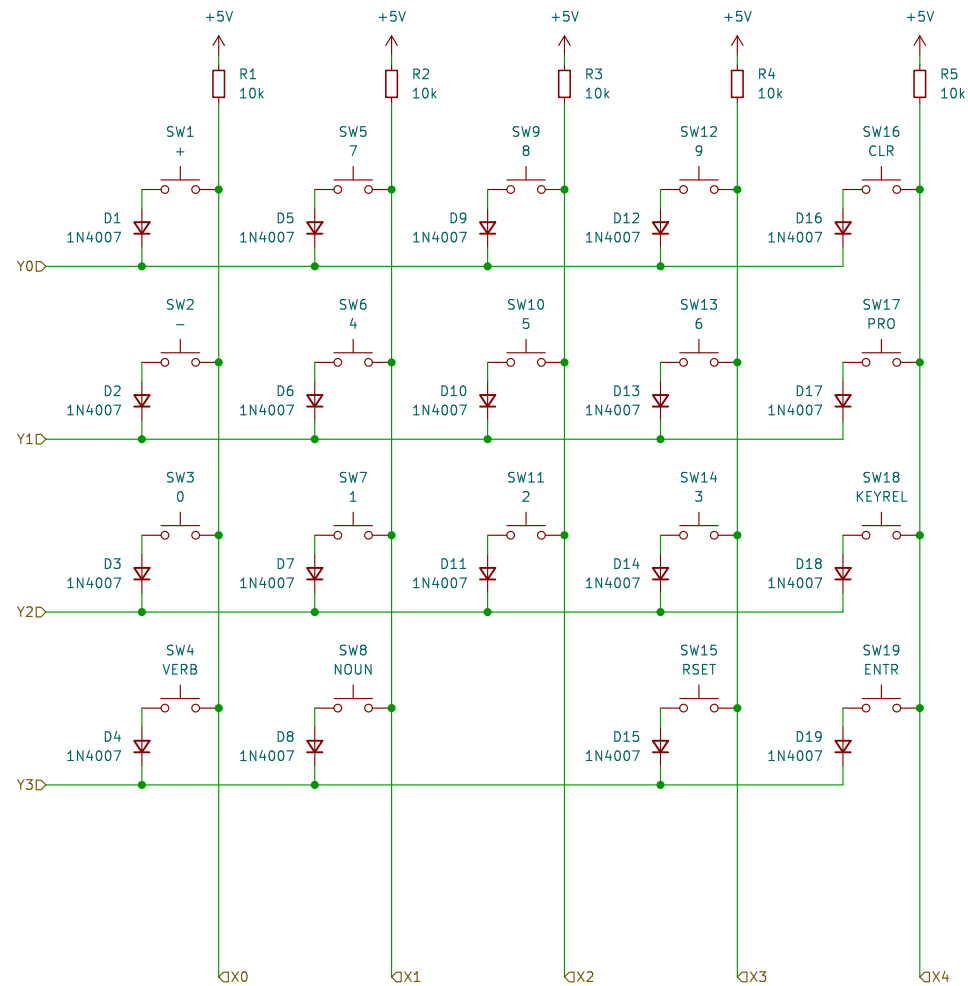 +5V +5V +5V +5V +5V
R1 R2 R3 R4 R5
10k 10k 10k 10k 10k
SW1 SW5 SW9 SW12 SW16
+ 7 8 9 CLR
D1 D5 D9 D12 D16
1N4007 1N4007 1N4007 1N4007 1N4007
Y0
SW2 SW6 SW10 SW13 SW17
− 4 5 6 PRO
D2 D6 D10 D13 D17
1N4007 1N4007 1N4007 1N4007 1N4007
Y1
SW3 SW7 SW11 SW14 SW18
0 1 2 3 KEYREL
D3 D7 D11 D14 D18
1N4007 1N4007 1N4007 1N4007 1N4007
Y2
SW4 SW8 SW15 SW19
VERB NOUN RSET ENTR
D4 D8 D15 D19
1N4007 1N4007 1N4007 1N4007
Y3
X0 X1 X2 X3 X4